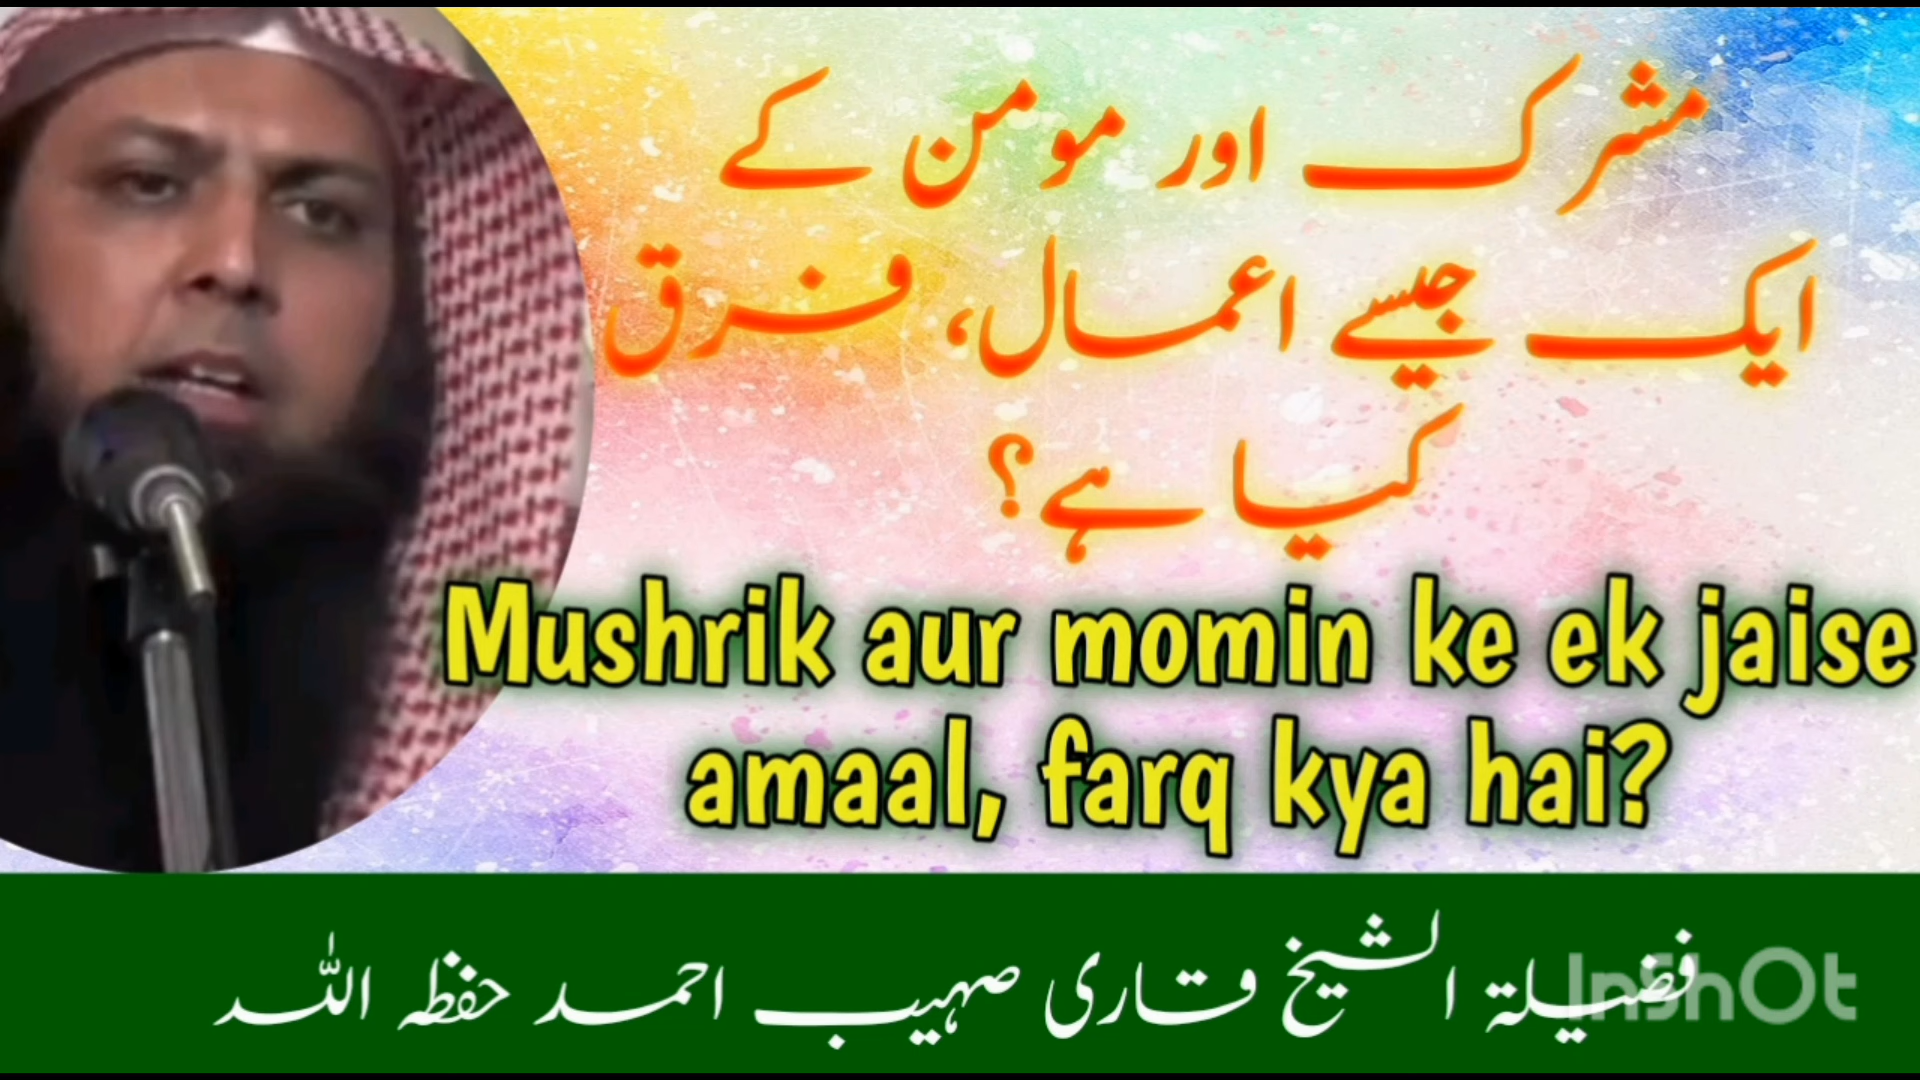 مشرک اور مومن کے
ایک جیسے اعمال، فرق
کیا ہے؟
Mushrik aur momin ke ek jaise
amaal, farq kya hai?
فضیلۃ الشیخ قاری صہیب احمد حفظہ اللہ
InShOt